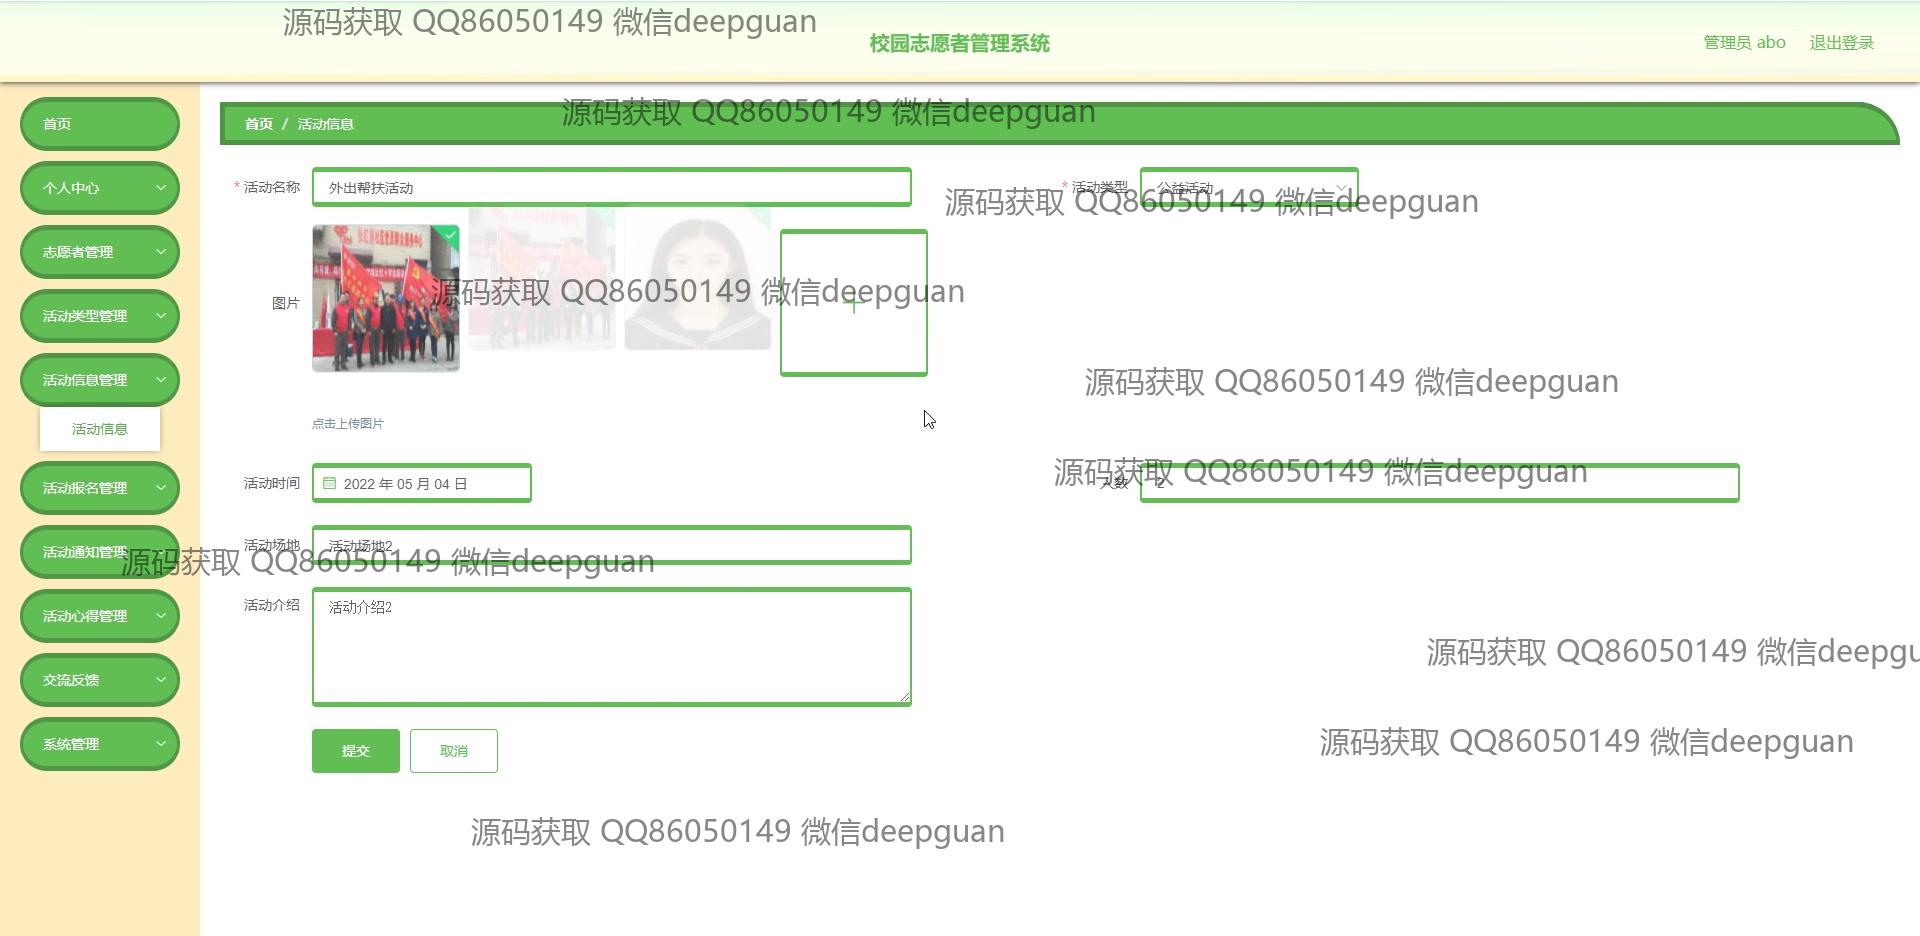 源码获取 QQ86050149 微信deepguan
校园志愿者管理系统
管理员 abo
退出登录
首页
个人中心
志愿者管理
活动类型管理
活动信息管理
活动信息
活动报名管理
活动通知管理
活动心得管理
交流反馈
系统管理
源码获取 QQ86050149 微信deepguan
首页 / 活动信息
* 活动名称 外出帮扶活动
* 活动类型 公益活动
源码获取 QQ86050149 微信deepguan
图片
源码获取 QQ86050149 微信deepguan
源码获取 QQ86050149 微信deepguan
点击上传图片
活动时间 2022 年 05 月 04 日
人数 2
源码获取 QQ86050149 微信deepguan
活动场地 活动场地2
源码获取 QQ86050149 微信deepguan
活动介绍 活动介绍2
源码获取 QQ86050149 微信deepgu
提交
取消
源码获取 QQ86050149 微信deepguan
源码获取 QQ86050149 微信deepguan